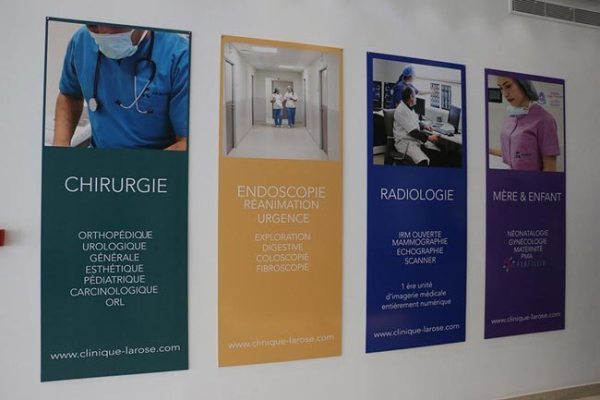 CHIRURGIE
ORTHOPÉDIQUE
UROLOGIQUE
GÉNÉRALE
ESTHÉTIQUE
PÉDIATRIQUE
CARCINOLOGIQUE
ORL
www.clinique-larose.com
ENDOSCOPIE
RÉANIMATION
URGENCE
EXPLORATION
DIGESTIVE
COLOSCOPIE
FIBROSCOPIE
www.clinique-larose.com
RADIOLOGIE
IRM OUVERTE
MAMMOGRAPHIE
ECHOGRAPHIE
SCANNER
1 ère unité
d'imagerie médicale
entièrement numérique
www.clinique-larose.com
MÈRE & ENFANT
NÉONATALOGIE
GYNÉCOLOGIE
MATERNITÉ
PMA
www.clinique-larose.com